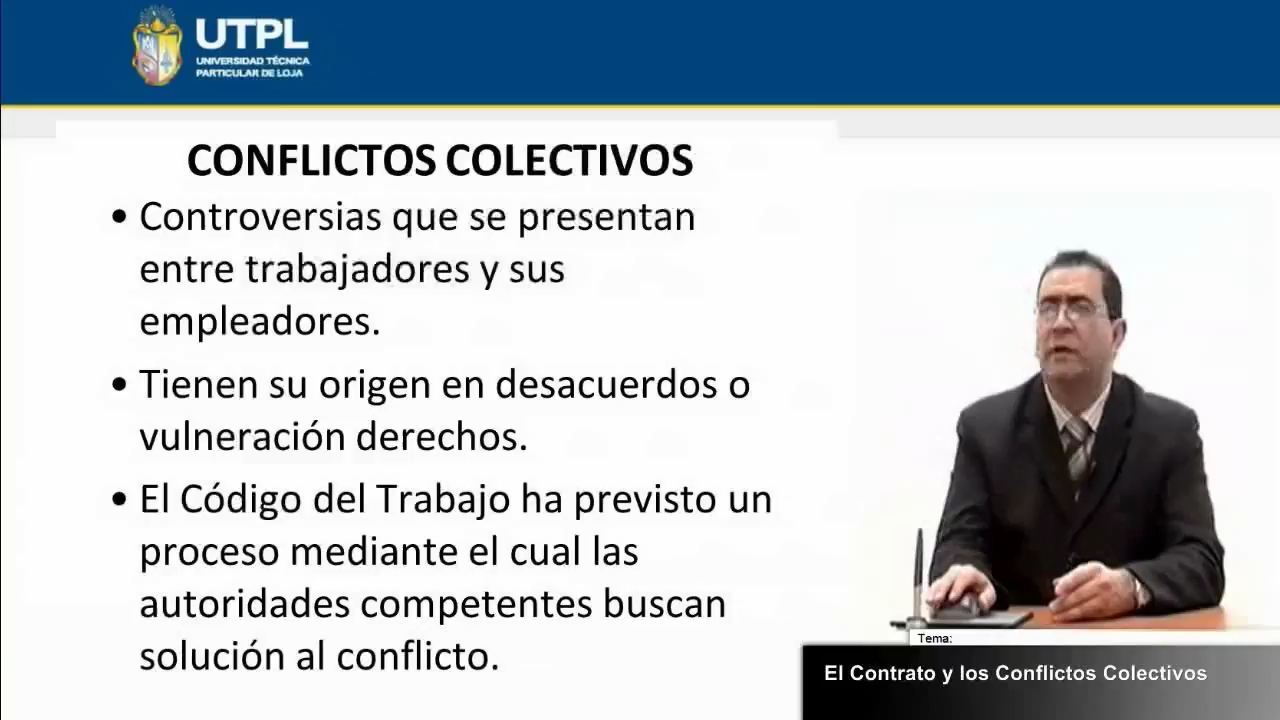 UTPL
UNIVERSIDAD TÉCNICA
PARTICULAR DE LOJA
CONFLICTOS COLECTIVOS
• Controversias que se presentan
entre trabajadores y sus
empleadores.
• Tienen su origen en desacuerdos o
vulneración derechos.
• El Código del Trabajo ha previsto un
proceso mediante el cual las
autoridades competentes buscan
solución al conflicto.
Tema:
El Contrato y los Conflictos Colectivos